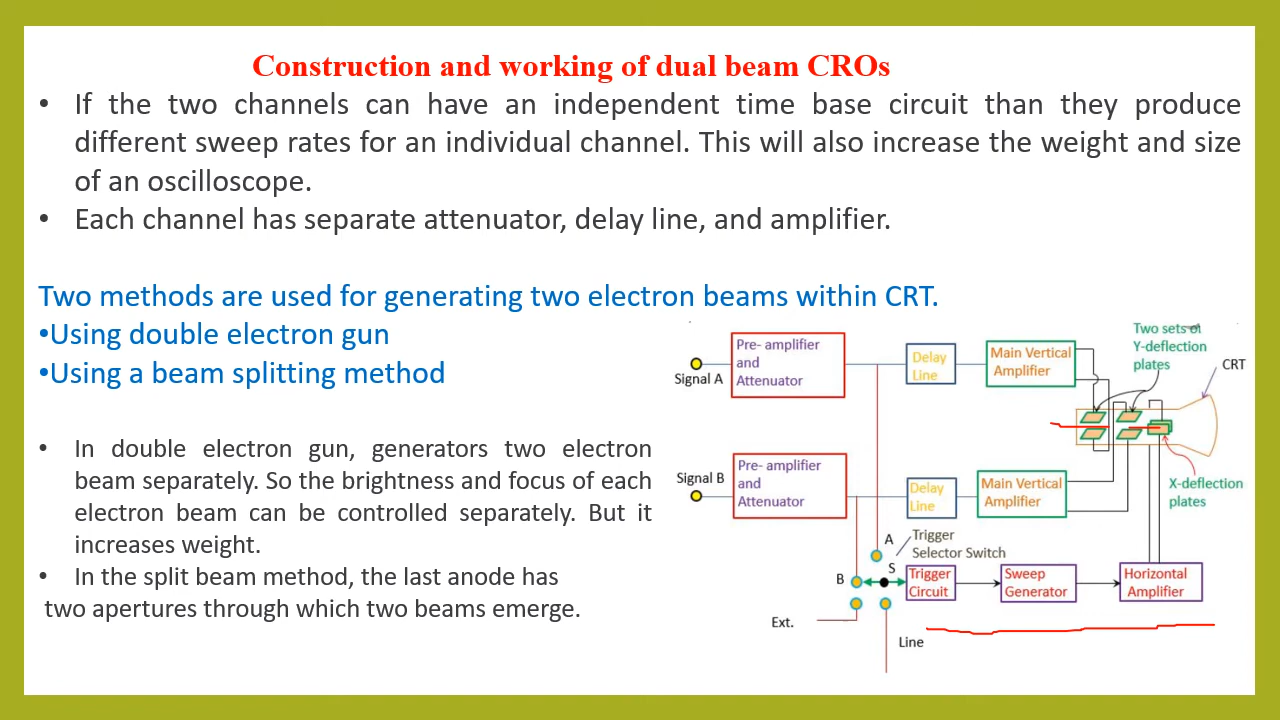 Construction and working of dual beam CROs
• If the two channels can have an independent time base circuit than they produce
different sweep rates for an individual channel. This will also increase the weight and size
of an oscilloscope.
• Each channel has separate attenuator, delay line, and amplifier.
Two methods are used for generating two electron beams within CRT.
•Using double electron gun
•Using a beam splitting method
• In double electron gun, generators two electron
beam separately. So the brightness and focus of each
electron beam can be controlled separately. But it
increases weight.
• In the split beam method, the last anode has
two apertures through which two beams emerge.
Signal A
Pre- amplifier
and
Attenuator
Delay
Line
Main Vertical
Amplifier
Two sets of
Y-deflection
plates
CRT
Signal B
Pre- amplifier
and
Attenuator
Delay
Line
Main Vertical
Amplifier
X-deflection
plates
A
Trigger
Selector Switch
B
S
Trigger
Circuit
Sweep
Generator
Horizontal
Amplifier
Ext.
Line